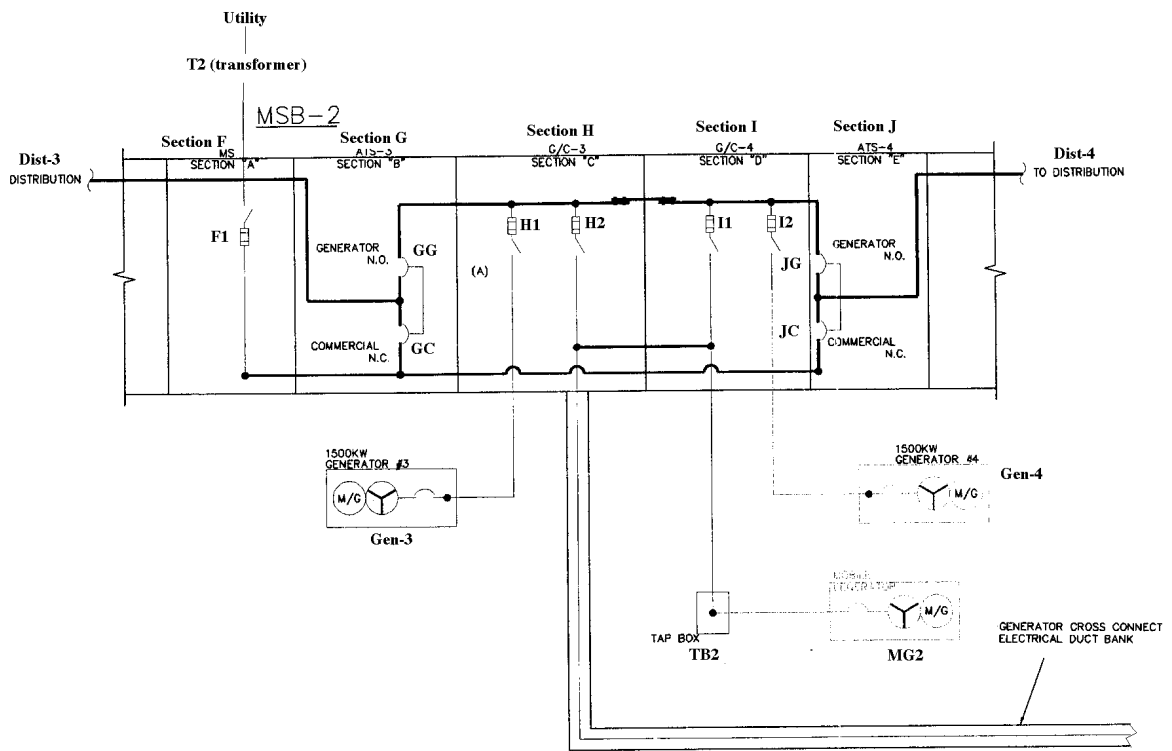 Utility
T2 (transformer)
MSB-2
Section F
Section G
Section H
Section I
Section J
MS
ATS-3
G/C-3
G/C-4
ATS-4
SECTION "A"
SECTION "B"
SECTION "C"
SECTION "D"
SECTION "E"
Dist-3
DISTRIBUTION
Dist-4
TO DISTRIBUTION
F1
H1
H2
I1
I2
GENERATOR
N.O.
GG
(A)
GENERATOR
N.O.
JG
COMMERCIAL
N.C.
GC
JC
COMMERCIAL
N.C.
1500KW
GENERATOR #3
M/G
Gen-3
1500KW
GENERATOR #4
M/G
Gen-4
MOBILE
M/G
MG2
TAP BOX
TB2
GENERATOR CROSS CONNECT
ELECTRICAL DUCT BANK